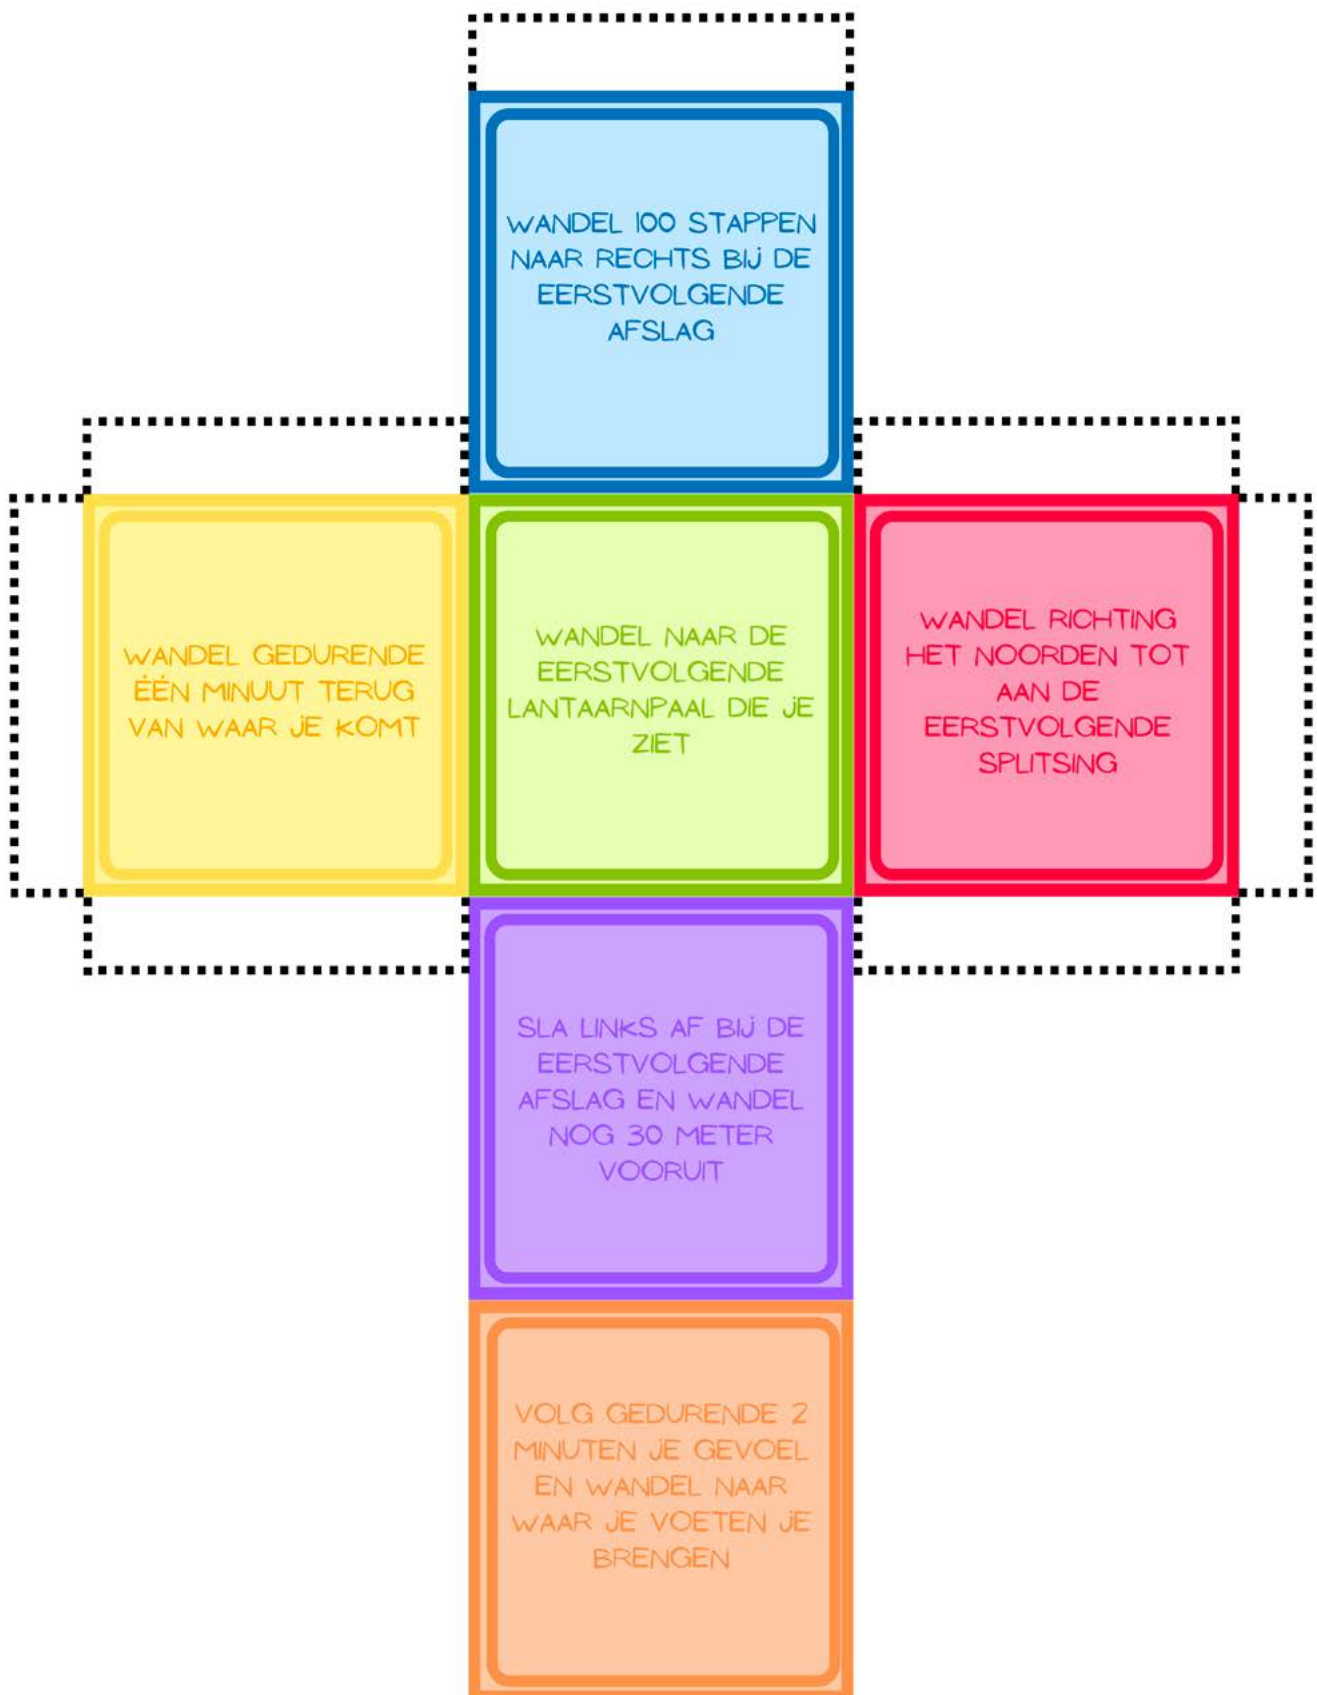 WANDEL 100 STAPPEN
NAAR RECHTS BIJ DE
EERSTVOLGENDE
AFSLAG
WANDEL GEDURENDE
ÉÉN MINUUT TERUG
VAN WAAR JE KOMT
WANDEL NAAR DE
EERSTVOLGENDE
LANTAARNPAAL DIE JE
ZIET
WANDEL RICHTING
HET NOORDEN TOT
AAN DE
EERSTVOLGENDE
SPLITSING
SLA LINKS AF BIJ DE
EERSTVOLGENDE
AFSLAG EN WANDEL
NOG 30 METER
VOORUIT
VOLG GEDURENDE 2
MINUTEN JE GEVOEL
EN WANDEL NAAR
WAAR JE VOETEN JE
BRENGEN